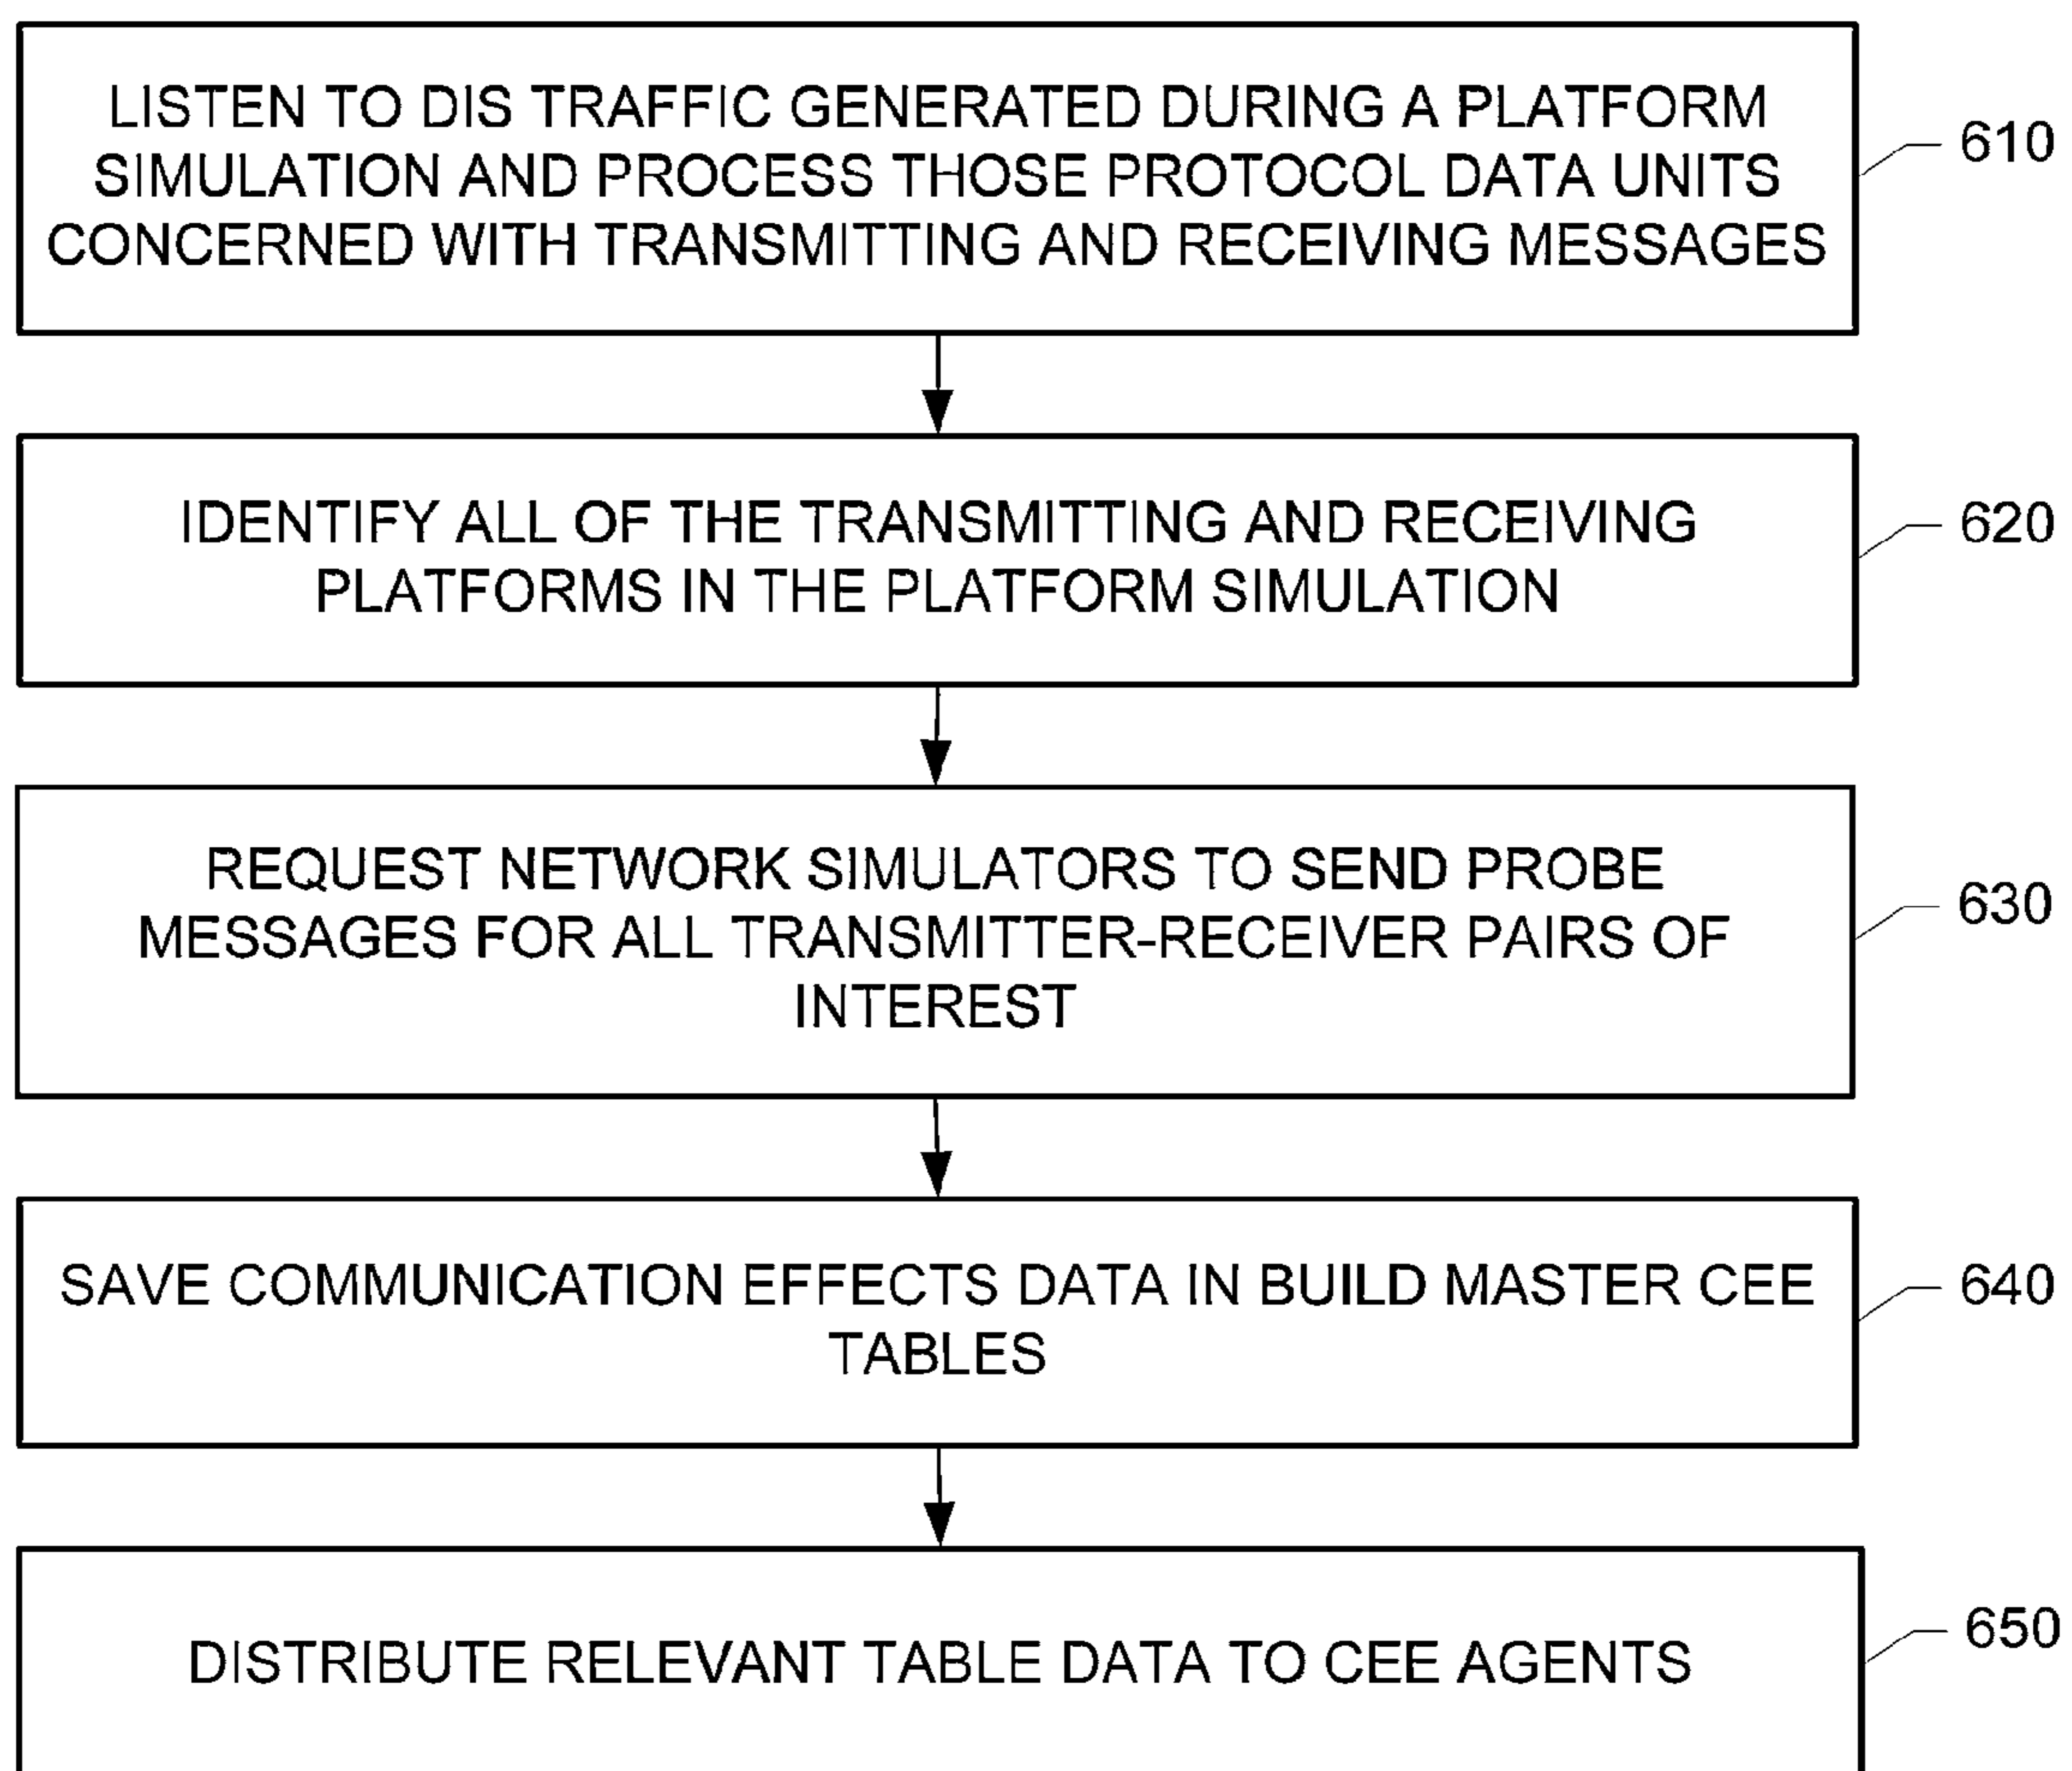 LISTEN TO DIS TRAFFIC GENERATED DURING A PLATFORM
SIMULATION AND PROCESS THOSE PROTOCOL DATA UNITS
CONCERNED WITH TRANSMITTING AND RECEIVING MESSAGES
610
IDENTIFY ALL OF THE TRANSMITTING AND RECEIVING
PLATFORMS IN THE PLATFORM SIMULATION
620
REQUEST NETWORK SIMULATORS TO SEND PROBE
MESSAGES FOR ALL TRANSMITTER-RECEIVER PAIRS OF
INTEREST
630
SAVE COMMUNICATION EFFECTS DATA IN BUILD MASTER CEE
TABLES
640
DISTRIBUTE RELEVANT TABLE DATA TO CEE AGENTS
650